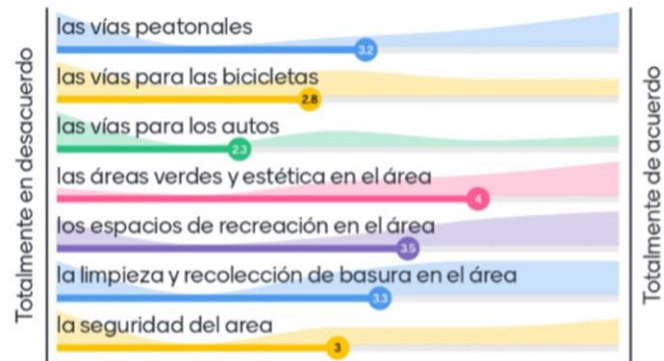 Totalmente en desacuerdo
las vías peatonales
3.2
las vías para las bicicletas
2.8
las vías para los autos
2.3
las áreas verdes y estética en el área
4
los espacios de recreación en el área
3.5
la limpieza y recolección de basura en el área
3.3
la seguridad del area
3
Totalmente de acuerdo